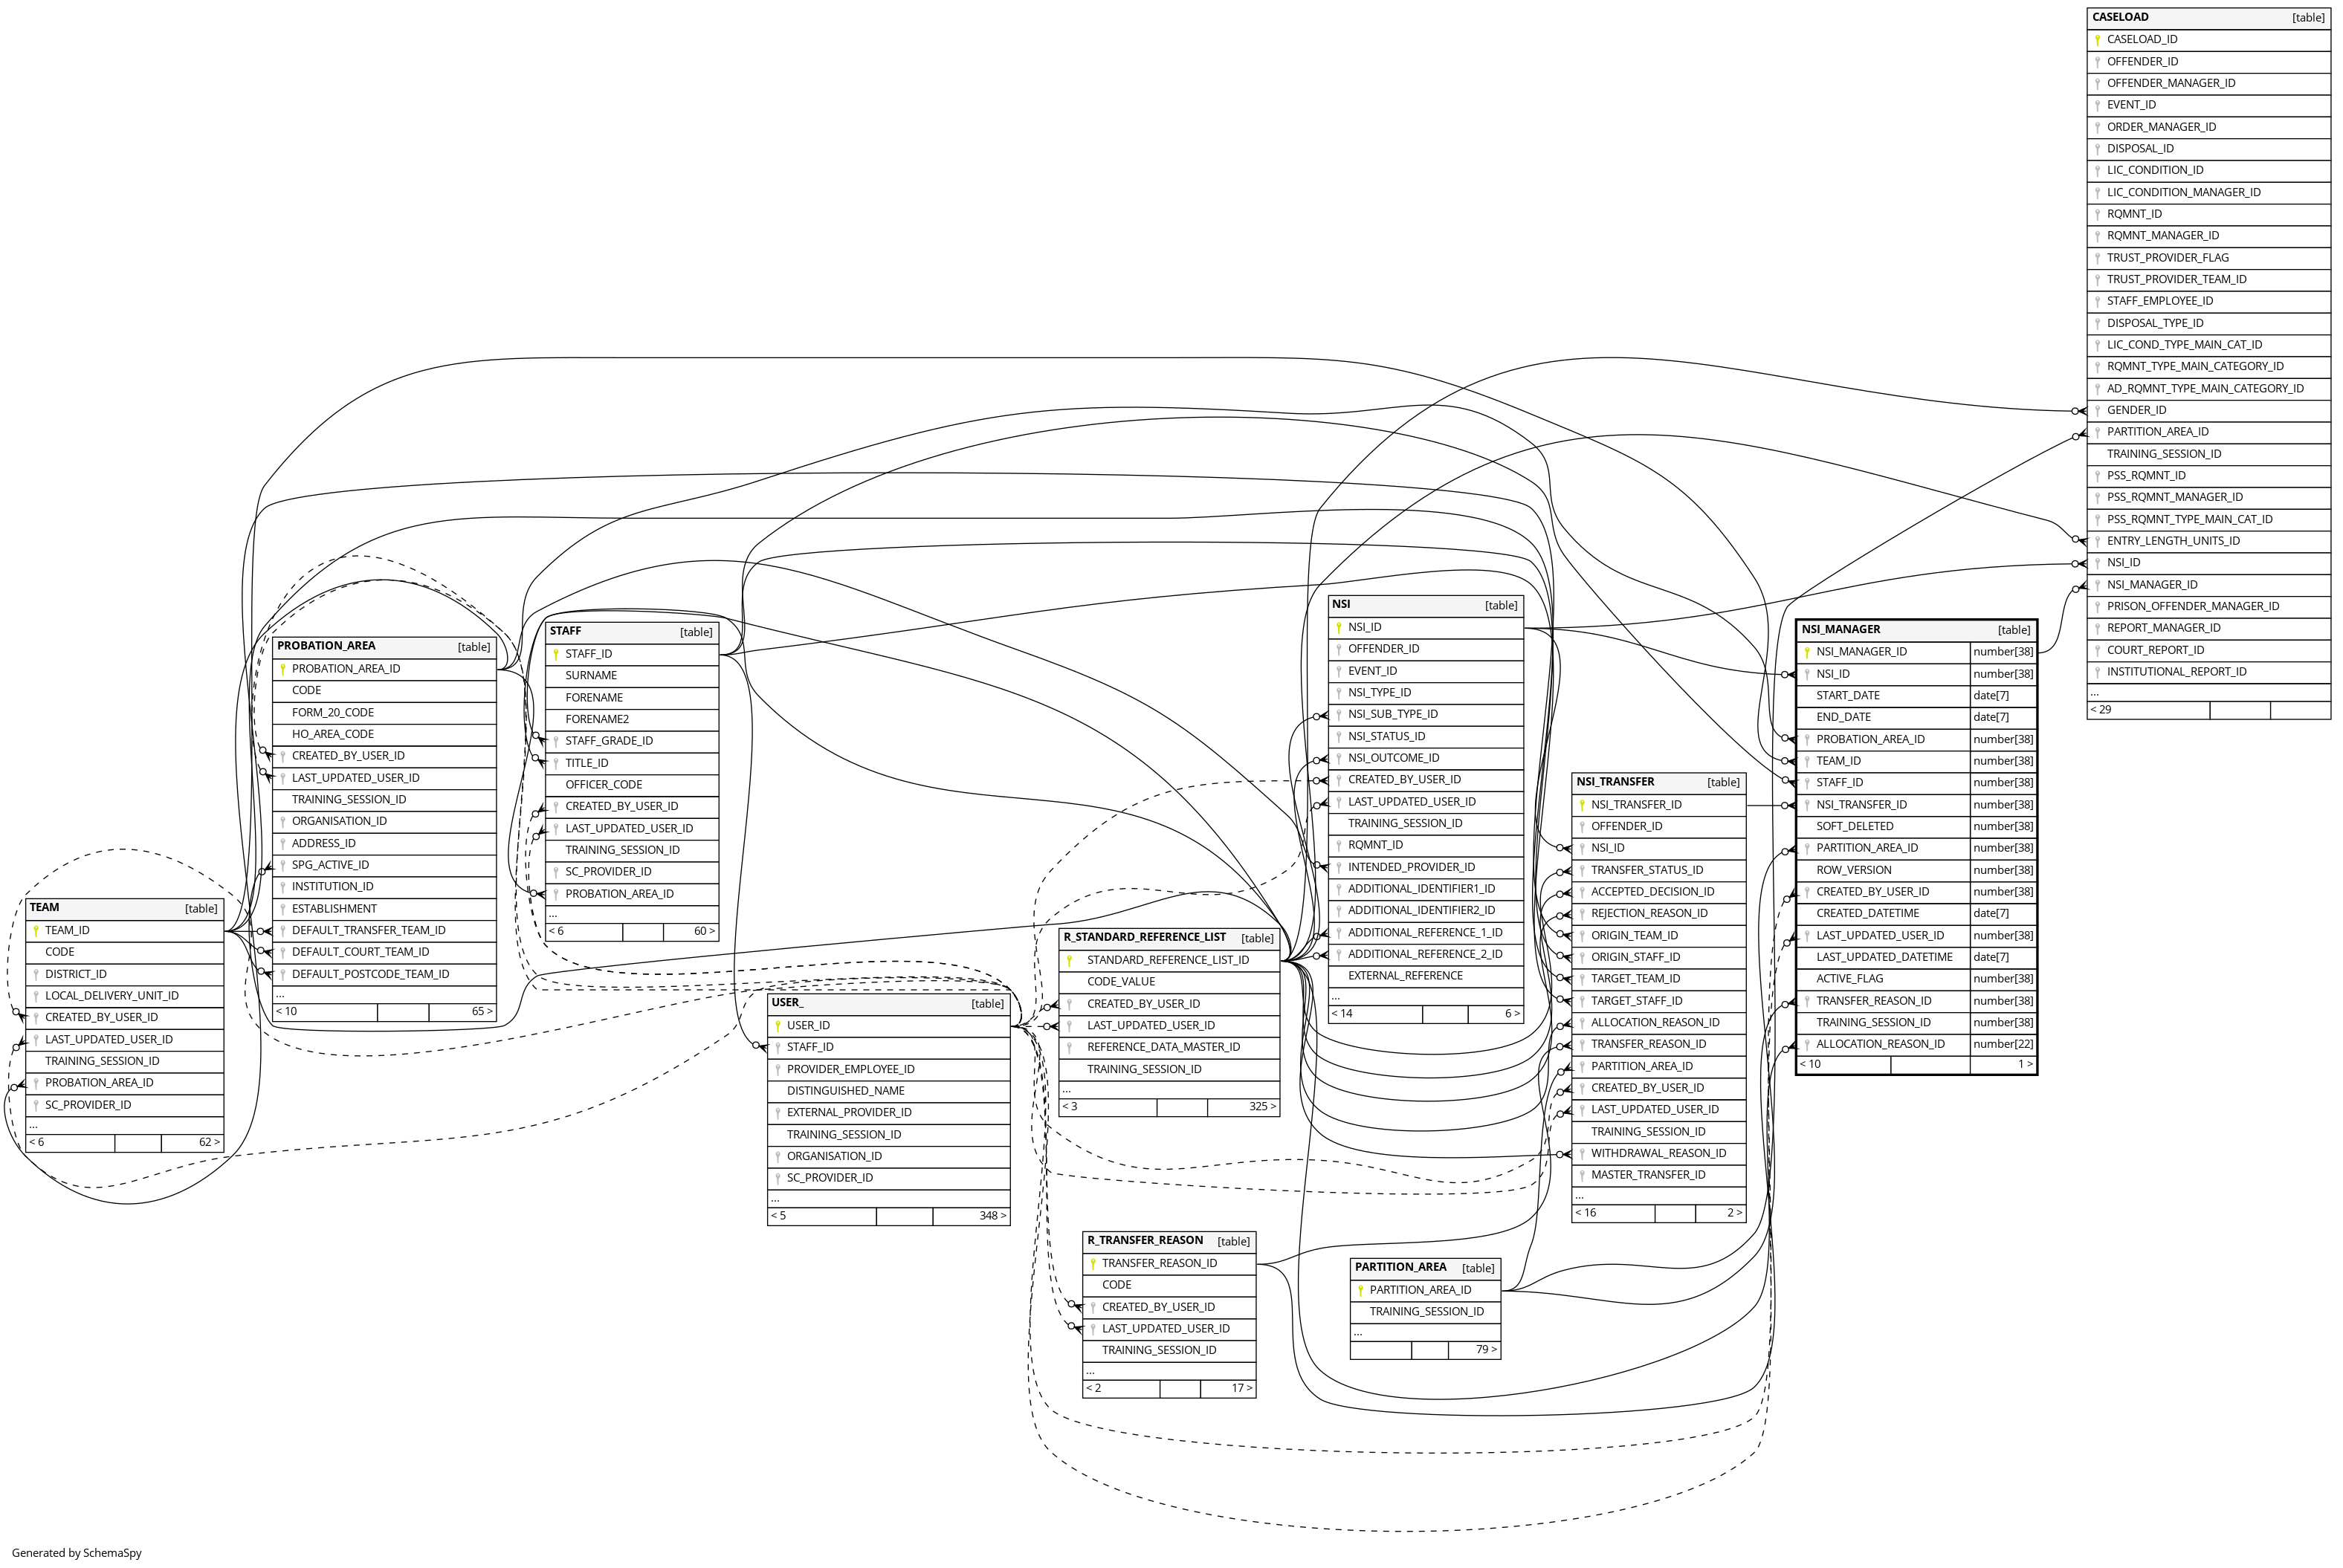 CASELOAD [table]
CASELOAD_ID
OFFENDER_ID
OFFENDER_MANAGER_ID
EVENT_ID
ORDER_MANAGER_ID
DISPOSAL_ID
LIC_CONDITION_ID
LIC_CONDITION_MANAGER_ID
RQMNT_ID
RQMNT_MANAGER_ID
TRUST_PROVIDER_FLAG
TRUST_PROVIDER_TEAM_ID
STAFF_EMPLOYEE_ID
DISPOSAL_TYPE_ID
LIC_COND_TYPE_MAIN_CAT_ID
RQMNT_TYPE_MAIN_CATEGORY_ID
AD_RQMNT_TYPE_MAIN_CATEGORY_ID
GENDER_ID
PARTITION_AREA_ID
TRAINING_SESSION_ID
PSS_RQMNT_ID
PSS_RQMNT_MANAGER_ID
PSS_RQMNT_TYPE_MAIN_CAT_ID
ENTRY_LENGTH_UNITS_ID
NSI_ID
NSI_MANAGER_ID
PRISON_OFFENDER_MANAGER_ID
REPORT_MANAGER_ID
COURT_REPORT_ID
INSTITUTIONAL_REPORT_ID
...
< 29
TEAM [table]
TEAM_ID
CODE
DISTRICT_ID
LOCAL_DELIVERY_UNIT_ID
CREATED_BY_USER_ID
LAST_UPDATED_USER_ID
TRAINING_SESSION_ID
PROBATION_AREA_ID
SC_PROVIDER_ID
...
< 6 62 >
PROBATION_AREA [table]
PROBATION_AREA_ID
CODE
FORM_20_CODE
HO_AREA_CODE
CREATED_BY_USER_ID
LAST_UPDATED_USER_ID
TRAINING_SESSION_ID
ORGANISATION_ID
ADDRESS_ID
SPG_ACTIVE_ID
INSTITUTION_ID
ESTABLISHMENT
DEFAULT_TRANSFER_TEAM_ID
DEFAULT_COURT_TEAM_ID
DEFAULT_POSTCODE_TEAM_ID
...
< 10 65 >
STAFF [table]
STAFF_ID
SURNAME
FORENAME
FORENAME2
STAFF_GRADE_ID
TITLE_ID
OFFICER_CODE
CREATED_BY_USER_ID
LAST_UPDATED_USER_ID
TRAINING_SESSION_ID
SC_PROVIDER_ID
PROBATION_AREA_ID
...
< 6 60 >
USER_ [table]
USER_ID
STAFF_ID
PROVIDER_EMPLOYEE_ID
DISTINGUISHED_NAME
EXTERNAL_PROVIDER_ID
TRAINING_SESSION_ID
ORGANISATION_ID
SC_PROVIDER_ID
...
< 5 348 >
R_STANDARD_REFERENCE_LIST [table]
STANDARD_REFERENCE_LIST_ID
CODE_VALUE
CREATED_BY_USER_ID
LAST_UPDATED_USER_ID
REFERENCE_DATA_MASTER_ID
TRAINING_SESSION_ID
...
< 3 325 >
R_TRANSFER_REASON [table]
TRANSFER_REASON_ID
CODE
CREATED_BY_USER_ID
LAST_UPDATED_USER_ID
TRAINING_SESSION_ID
...
< 2 17 >
NSI [table]
NSI_ID
OFFENDER_ID
EVENT_ID
NSI_TYPE_ID
NSI_SUB_TYPE_ID
NSI_STATUS_ID
NSI_OUTCOME_ID
CREATED_BY_USER_ID
LAST_UPDATED_USER_ID
TRAINING_SESSION_ID
RQMNT_ID
INTENDED_PROVIDER_ID
ADDITIONAL_IDENTIFIER1_ID
ADDITIONAL_IDENTIFIER2_ID
ADDITIONAL_REFERENCE_1_ID
ADDITIONAL_REFERENCE_2_ID
EXTERNAL_REFERENCE
...
< 14 6 >
PARTITION_AREA [table]
PARTITION_AREA_ID
TRAINING_SESSION_ID
...
79 >
NSI_TRANSFER [table]
NSI_TRANSFER_ID
OFFENDER_ID
NSI_ID
TRANSFER_STATUS_ID
ACCEPTED_DECISION_ID
REJECTION_REASON_ID
ORIGIN_TEAM_ID
ORIGIN_STAFF_ID
TARGET_TEAM_ID
TARGET_STAFF_ID
ALLOCATION_REASON_ID
TRANSFER_REASON_ID
PARTITION_AREA_ID
CREATED_BY_USER_ID
LAST_UPDATED_USER_ID
TRAINING_SESSION_ID
WITHDRAWAL_REASON_ID
MASTER_TRANSFER_ID
...
< 16 2 >
NSI_MANAGER [table]
NSI_MANAGER_ID number[38]
NSI_ID number[38]
START_DATE date[7]
END_DATE date[7]
PROBATION_AREA_ID number[38]
TEAM_ID number[38]
STAFF_ID number[38]
NSI_TRANSFER_ID number[38]
SOFT_DELETED number[38]
PARTITION_AREA_ID number[38]
ROW_VERSION number[38]
CREATED_BY_USER_ID number[38]
CREATED_DATETIME date[7]
LAST_UPDATED_USER_ID number[38]
LAST_UPDATED_DATETIME date[7]
ACTIVE_FLAG number[38]
TRANSFER_REASON_ID number[38]
TRAINING_SESSION_ID number[38]
ALLOCATION_REASON_ID number[22]
< 10 1 >
Generated by SchemaSpy